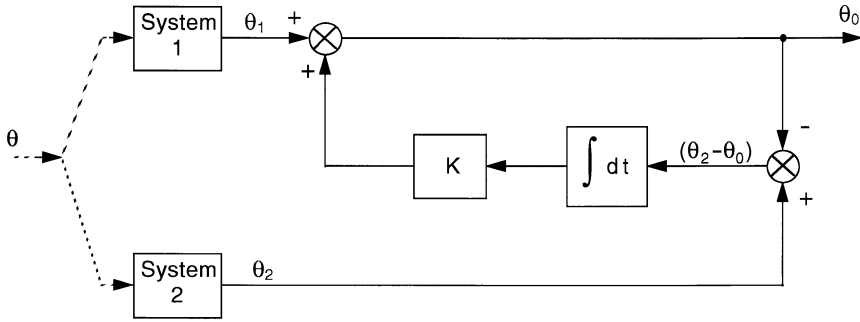 System
1
θ₁
+
+
θ₀
θ
-
K
∫ dt
(θ₂-θ₀)
+
System
2
θ₂